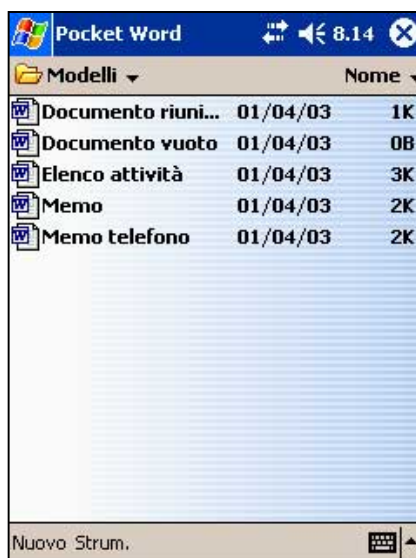 Pocket Word 8.14
Modelli Nome
Documento riuni... 01/04/03 1K
Documento vuoto 01/04/03 0B
Elenco attività 01/04/03 3K
Memo 01/04/03 2K
Memo telefono 01/04/03 2K
Nuovo Strum.